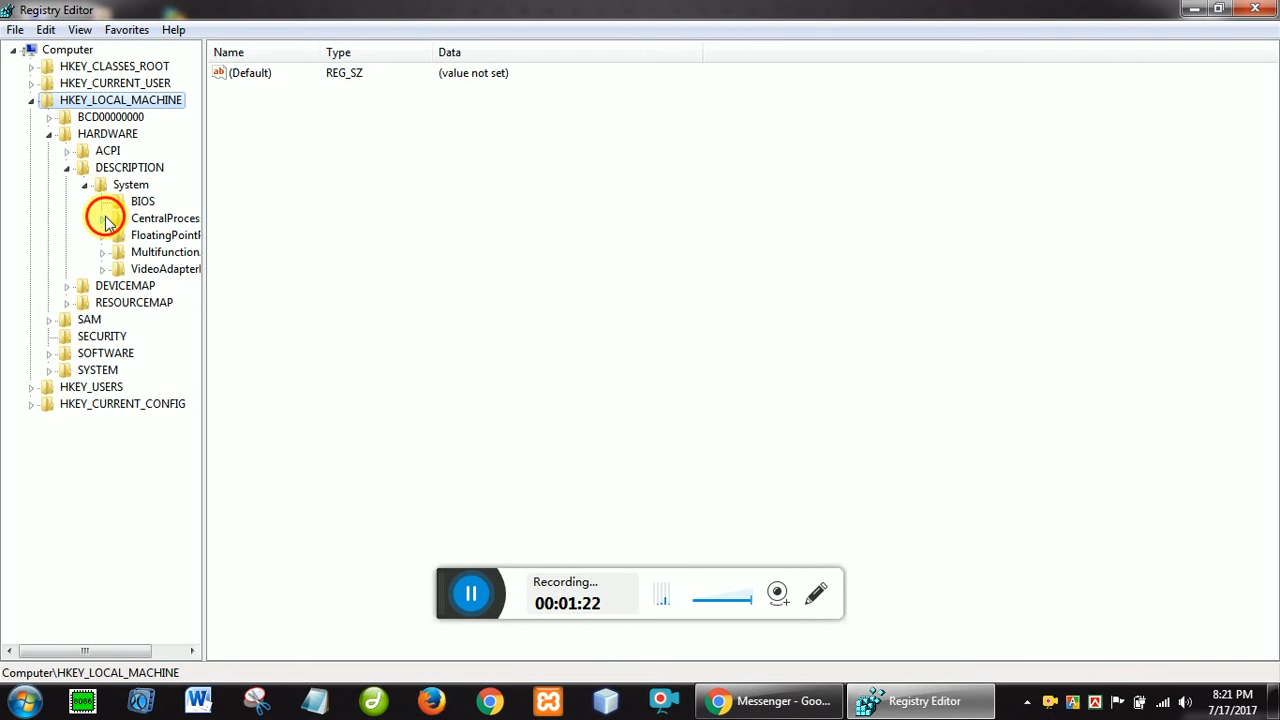 Registry Editor
File Edit View Favorites Help
Computer
HKEY_CLASSES_ROOT
HKEY_CURRENT_USER
HKEY_LOCAL_MACHINE
BCD00000000
HARDWARE
ACPI
DESCRIPTION
System
BIOS
CentralProces
FloatingPoint
Multifunction
VideoAdapter
DEVICEMAP
RESOURCEMAP
SAM
SECURITY
SOFTWARE
SYSTEM
HKEY_USERS
HKEY_CURRENT_CONFIG
Name Type Data
ab (Default) REG_SZ (value not set)
Recording...
00:01:22
Computer\HKEY_LOCAL_MACHINE
8086
Messenger - Goo...
Registry Editor
8:21 PM
7/17/2017